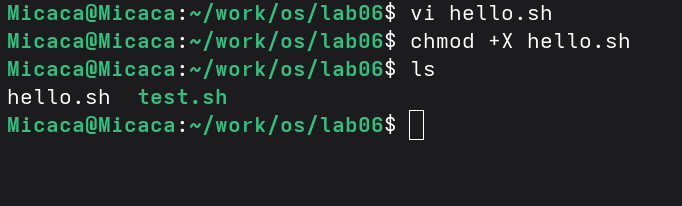 Micaca@Micaca:~/work/os/lab06$ vi hello.sh
Micaca@Micaca:~/work/os/lab06$ chmod +X hello.sh
Micaca@Micaca:~/work/os/lab06$ ls
hello.sh  test.sh
Micaca@Micaca:~/work/os/lab06$